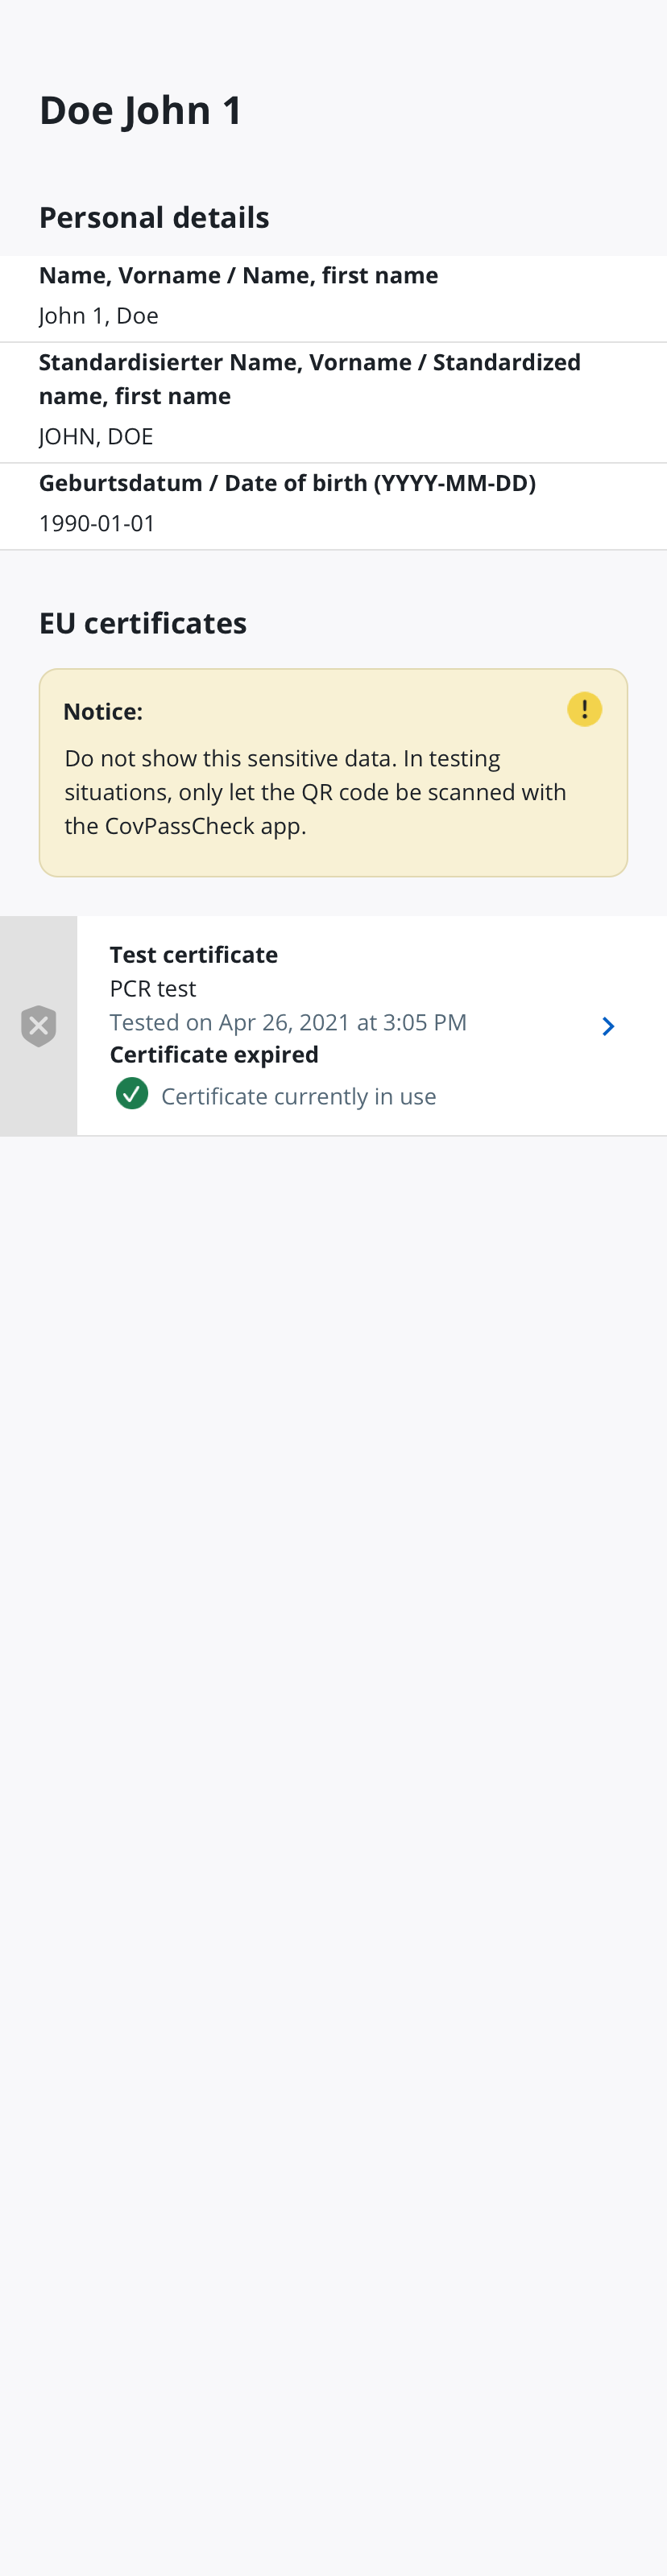 Doe John 1
Personal details
Name, Vorname / Name, first name
John 1, Doe
Standardisierter Name, Vorname / Standardized
name, first name
JOHN, DOE
Geburtsdatum / Date of birth (YYYY-MM-DD)
1990-01-01
EU certificates
Notice:
Do not show this sensitive data. In testing
situations, only let the QR code be scanned with
the CovPassCheck app.
Test certificate
PCR test
Tested on Apr 26, 2021 at 3:05 PM
Certificate expired
Certificate currently in use